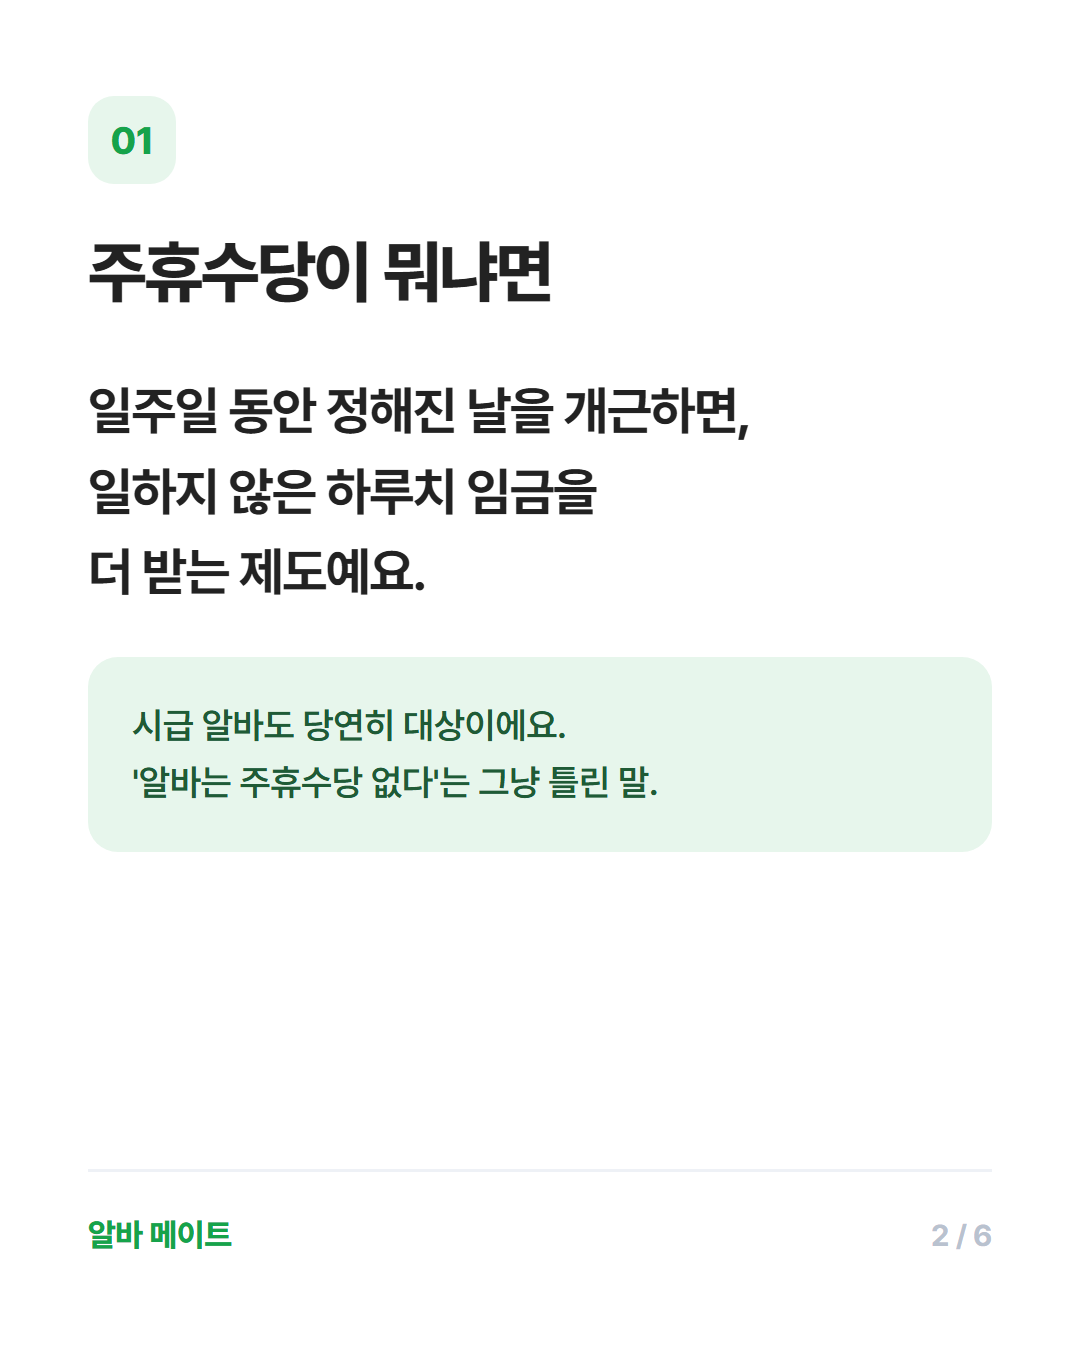 01
주휴수당이 뭐냐면
일주일 동안 정해진 날을 개근하면,
일하지 않은 하루치 임금을
더 받는 제도예요.
시급 알바도 당연히 대상이에요.
'알바는 주휴수당 없다'는 그냥 틀린 말.
알바 메이트
2 / 6